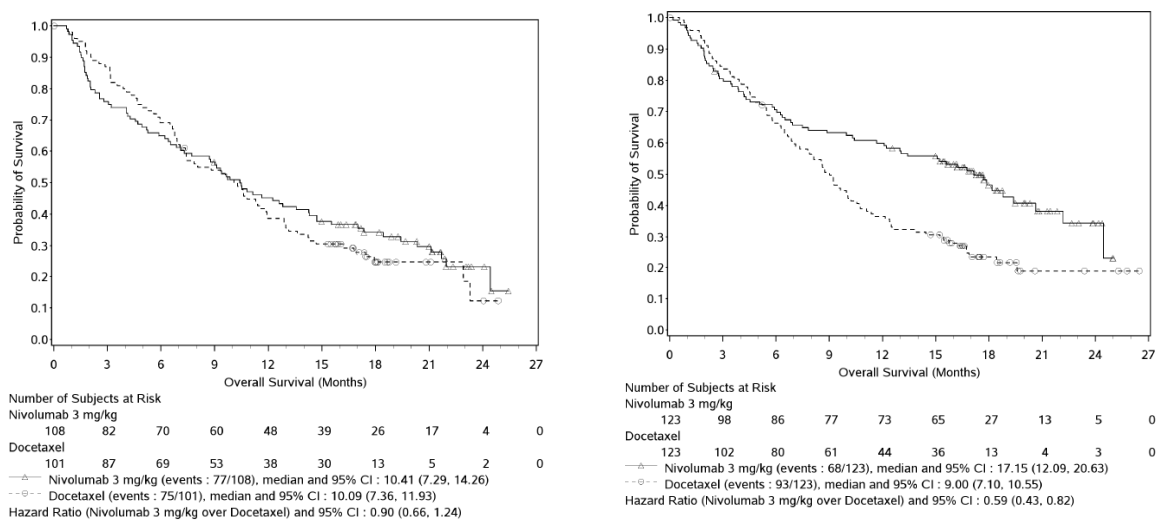 1.0
0.9
0.8
0.7
0.6
0.5
0.4
0.3
0.2
0.1
0.0
Probability of Survival
0 3 6 9 12 15 18 21 24 27
Overall Survival (Months)
Number of Subjects at Risk
Nivolumab 3 mg/kg
108 82 70 60 48 39 26 17 4 0
Docetaxel
101 87 69 53 38 30 13 5 2 0
Nivolumab 3 mg/kg (events : 77/108), median and 95% CI : 10.41 (7.29, 14.26)
Docetaxel (events : 75/101), median and 95% CI : 10.09 (7.36, 11.93)
Hazard Ratio (Nivolumab 3 mg/kg over Docetaxel) and 95% CI : 0.90 (0.66, 1.24)
1.0
0.9
0.8
0.7
0.6
0.5
0.4
0.3
0.2
0.1
0.0
Probability of Survival
0 3 6 9 12 15 18 21 24 27
Overall Survival (Months)
Number of Subjects at Risk
Nivolumab 3 mg/kg
123 98 86 77 73 65 27 13 5 0
Docetaxel
123 102 80 61 44 36 13 4 3 0
Nivolumab 3 mg/kg (events : 68/123), median and 95% CI : 17.15 (12.09, 20.63)
Docetaxel (events : 93/123), median and 95% CI : 9.00 (7.10, 10.55)
Hazard Ratio (Nivolumab 3 mg/kg over Docetaxel) and 95% CI : 0.59 (0.43, 0.82)